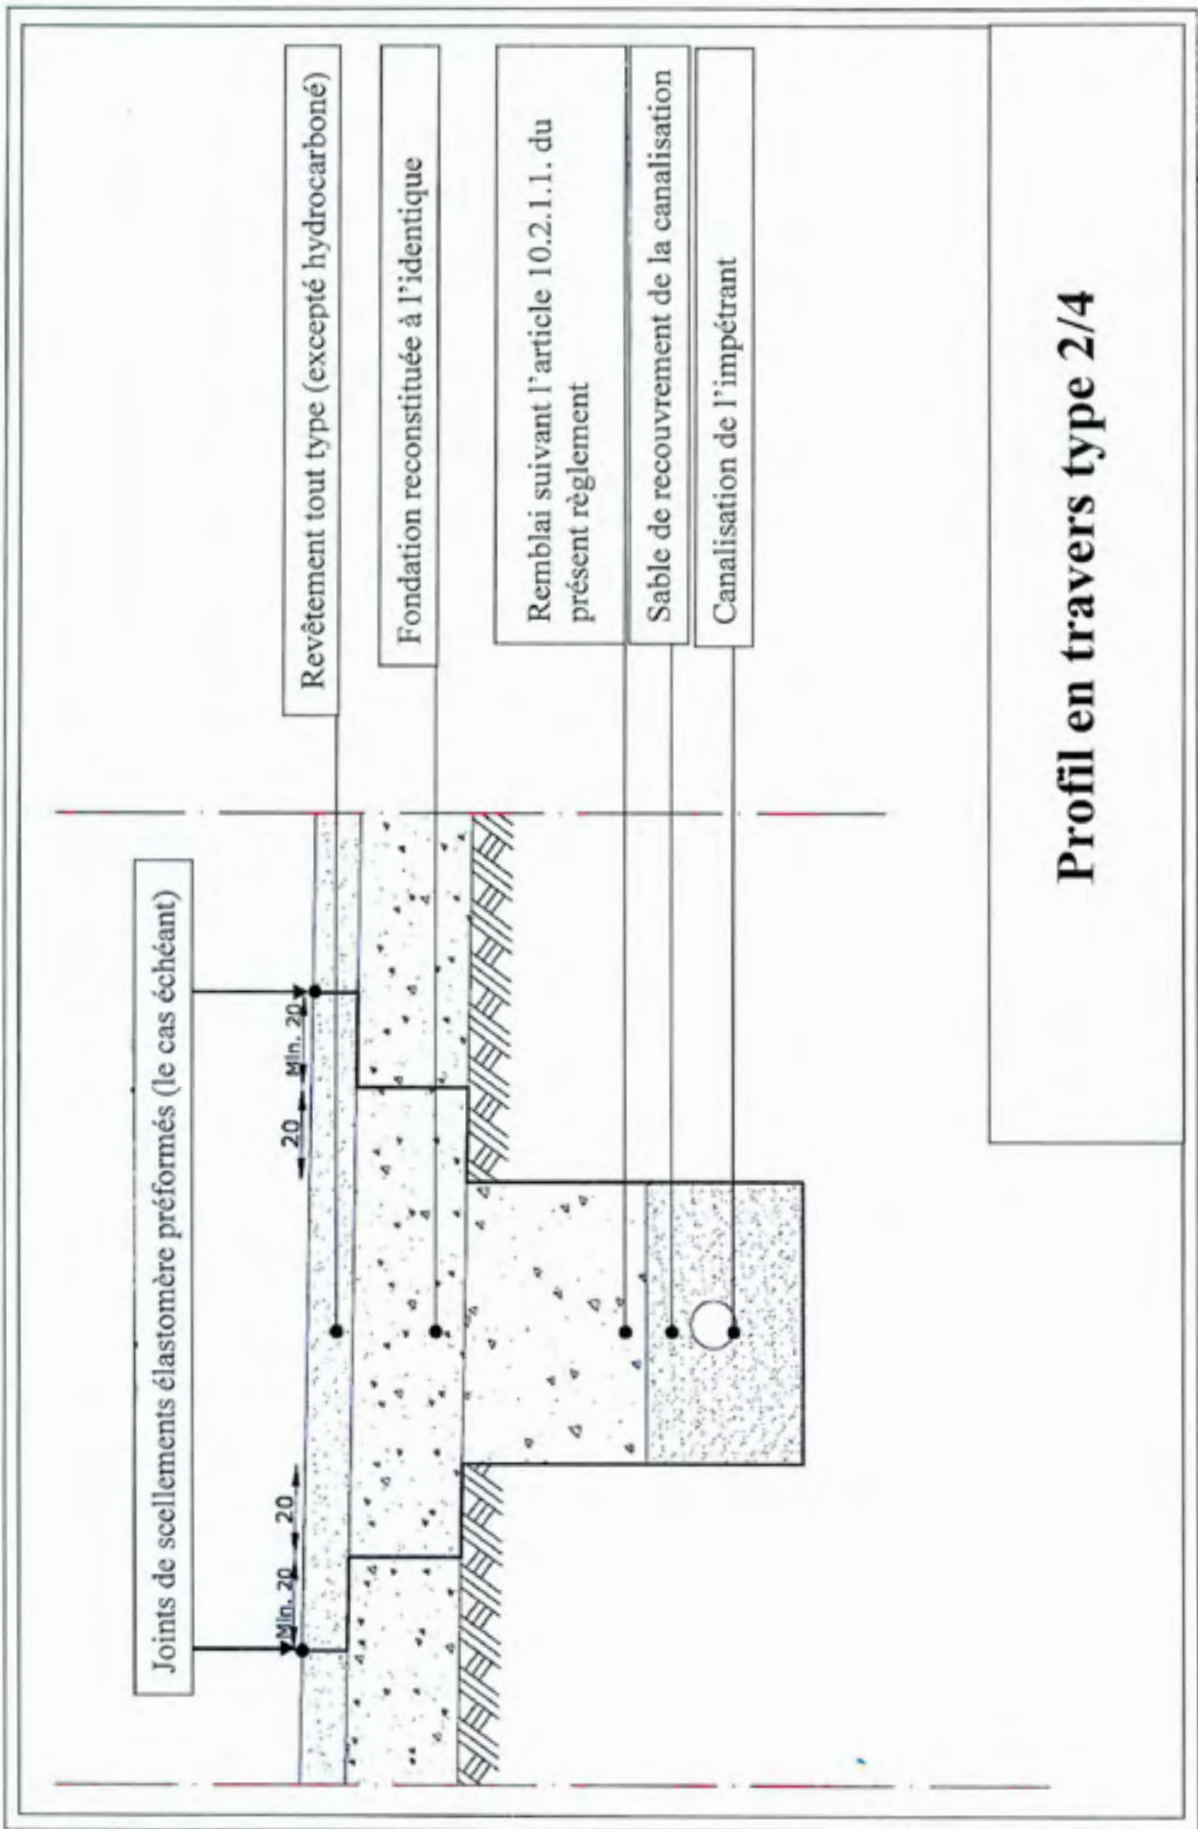 Joints de scellements élastomère préformés (le cas échéant)
Min. 20
20
20
Min. 20
Revêtement tout type (excepté hydrocarboné)
Fondation reconstituée à l'identique
Remblai suivant l'article 10.2.1.1. du
présent règlement
Sable de recouvrement de la canalisation
Canalisation de l'impétrant
Profil en travers type 2/4